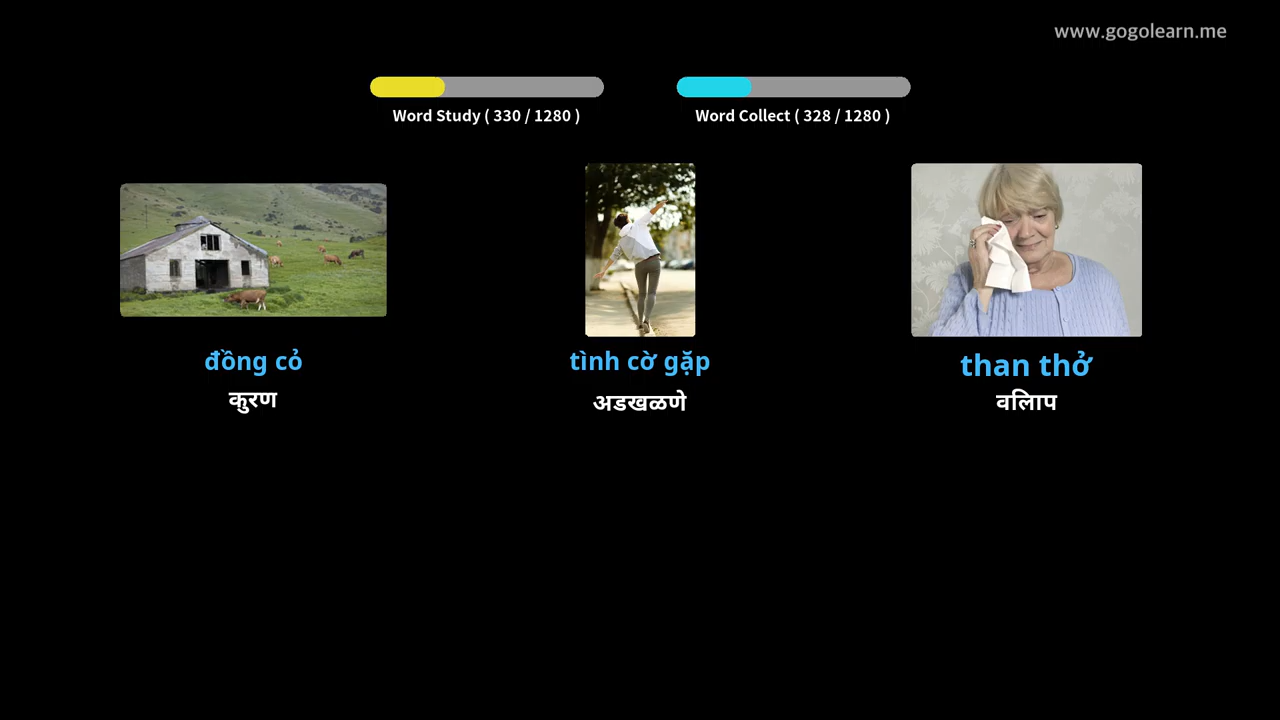 www.gogolearn.me
Word Study ( 330 / 1280 )
Word Collect ( 328 / 1280 )
đồng cỏ
tình cờ gặp
than thở
कुरण
अडखळणे
वलिाप